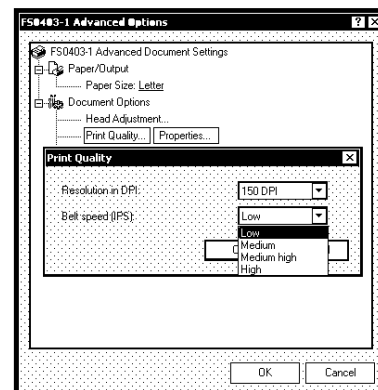 FS0403-1 Advanced Options
FS0403-1 Advanced Document Settings
Paper/Output
Paper Size: Letter
Document Options
Head Adjustment...
Print Quality... Properties...
Print Quality
Resolution in DPI: 150 DPI
Belt speed (IPS): Low
Low
Medium
Medium high
High
OK Cancel